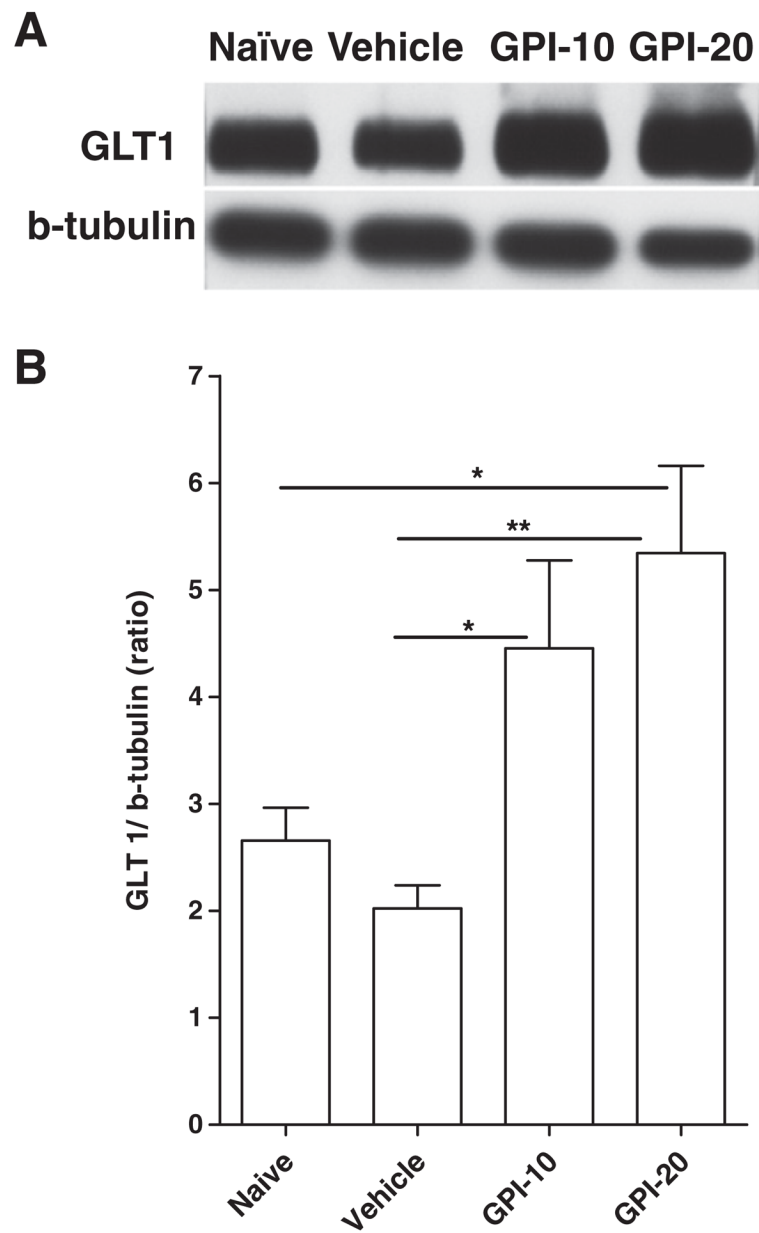 A
Naïve Vehicle GPI-10 GPI-20
GLT1
b-tubulin
B
7
6
5
4
3
2
1
0
GLT 1/ b-tubulin (ratio)
*
**
*
Naive
Vehicle
GPI-10
GPI-20